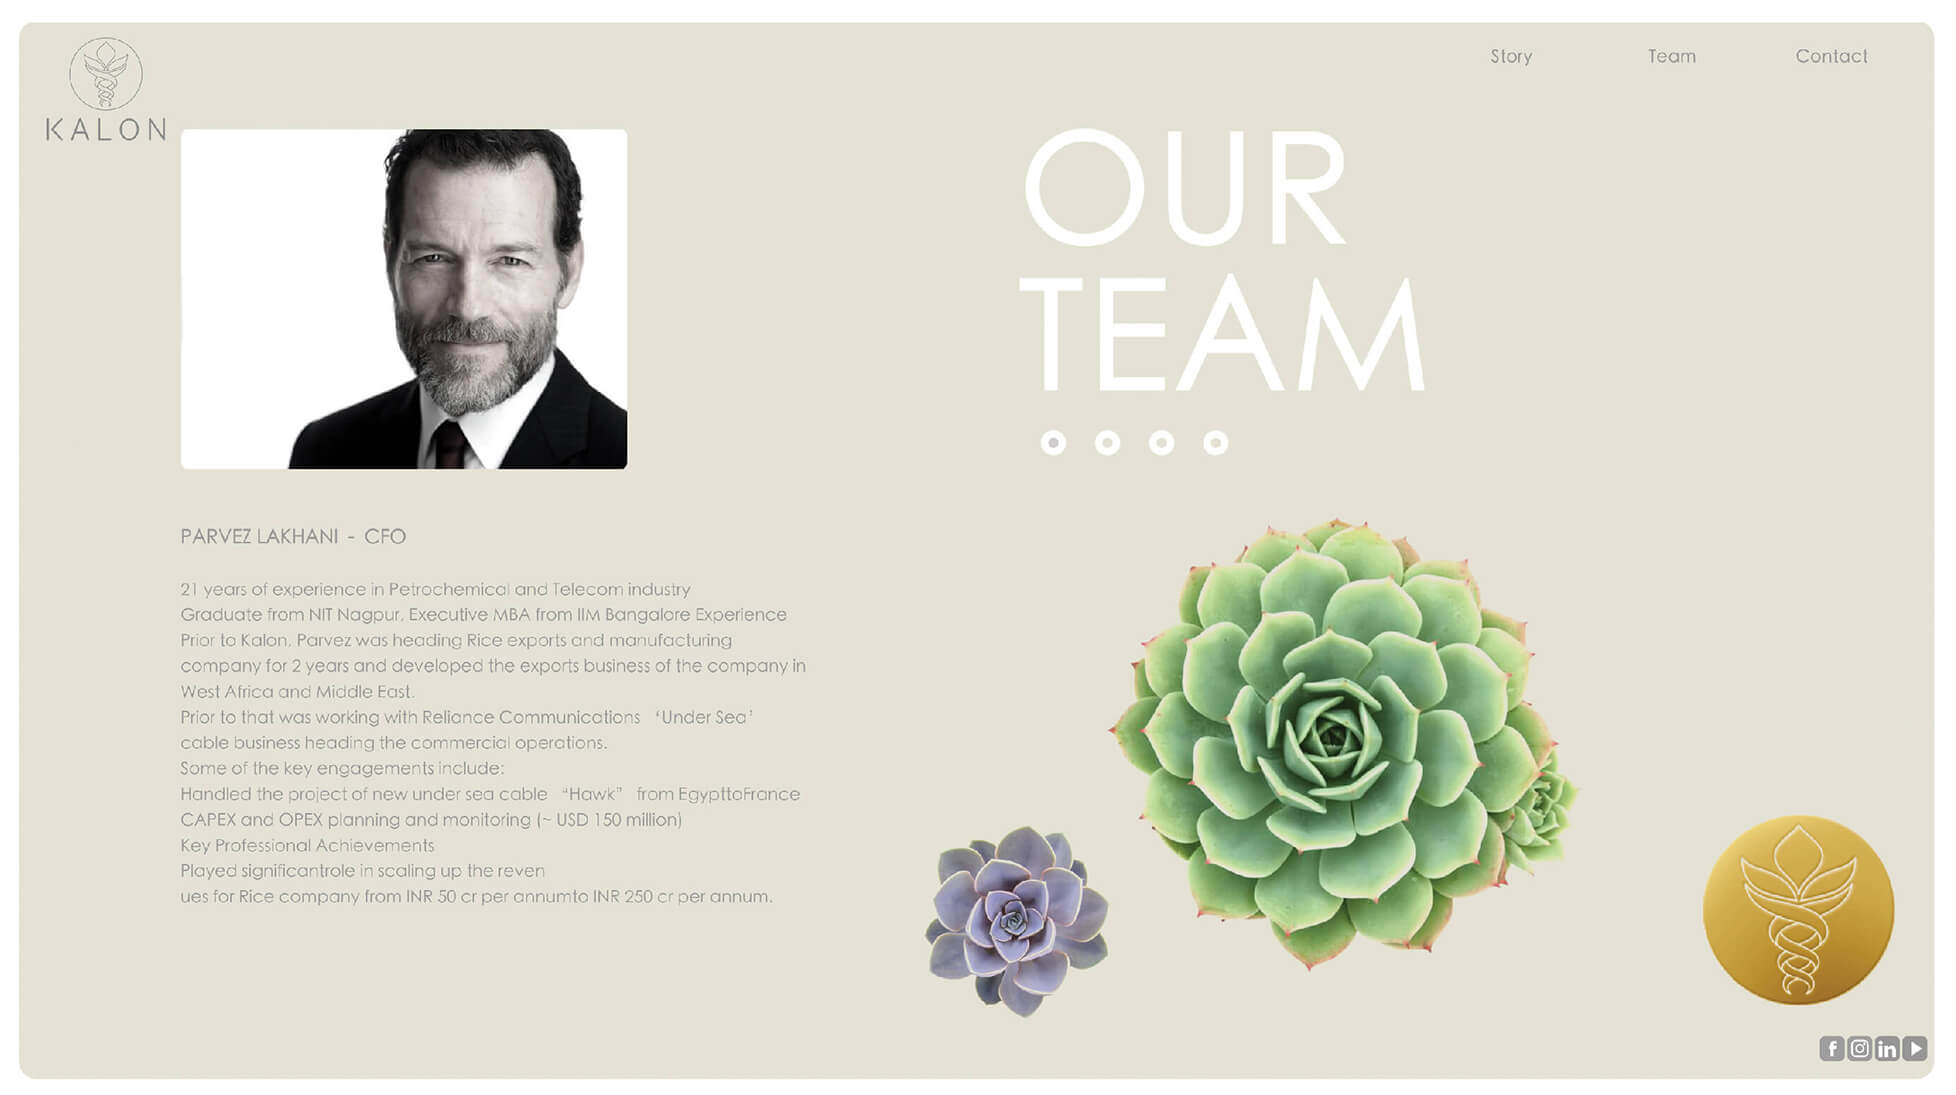 KALON
Story
Team
Contact
OUR
TEAM
PARVEZ LAKHANI - CFO
21 years of experience in Petrochemical and Telecom industry
Graduate from NIT Nagpur, Executive MBA from IIM Bangalore Experience
Prior to Kalon, Parvez was heading Rice exports and manufacturing
company for 2 years and developed the exports business of the company in
West Africa and Middle East.
Prior to that was working with Reliance Communications ‘Under Sea’
cable business heading the commercial operations.
Some of the key engagements include:
Handled the project of new under sea cable “Hawk” from EgypttoFrance
CAPEX and OPEX planning and monitoring (~ USD 150 million)
Key Professional Achievements
Played significantrole in scaling up the reven
ues for Rice company from INR 50 cr per annumto INR 250 cr per annum.